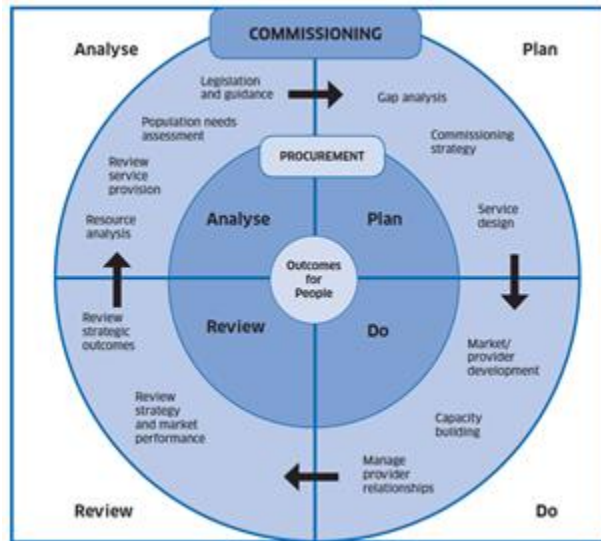 Analyse
COMMISSIONING
Plan
Legislation
and guidance
Gap analysis
Population needs
assessment
Commissioning
strategy
PROCUREMENT
Review
service
provision
Analyse
Plan
Resource
analysis
Service
design
Outcomes
for
People
Review
strategic
outcomes
Review
Do
Market/
provider
development
Review
strategy
and market
performance
Capacity
building
Manage
provider
relationships
Review
Do